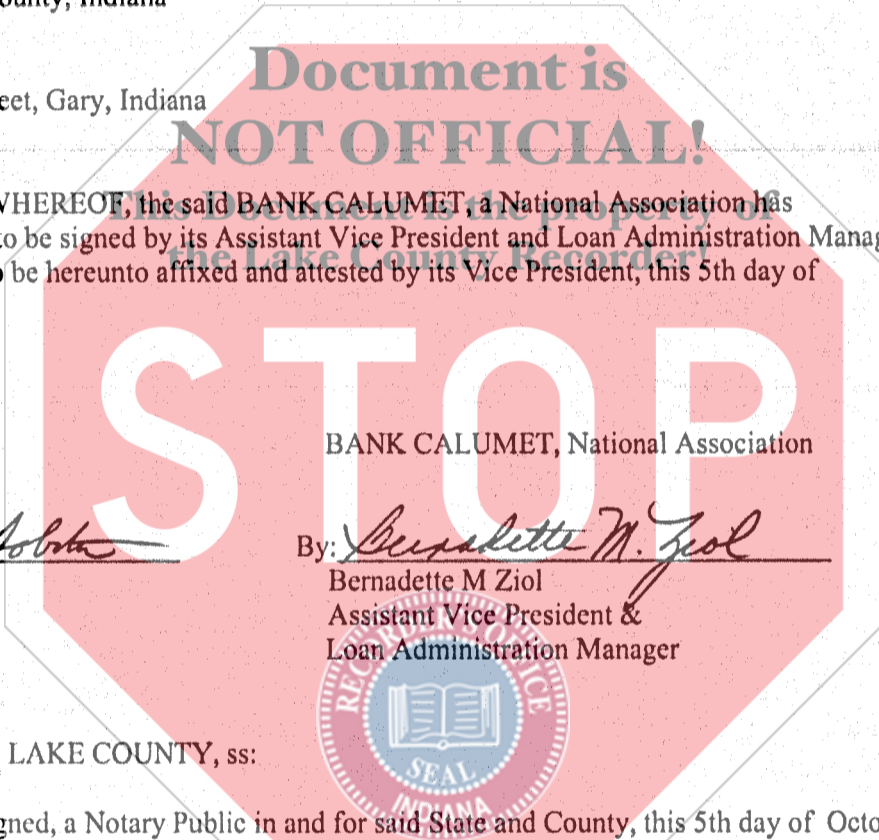 County, Indiana
Document is
eet, Gary, Indiana
NOT OFFICIAL!
WHEREOF, the said BANK CALUMET, a National Association has
This Document is the property of
to be signed by its Assistant Vice President and Loan Administration Manag
the Lake County Recorder!
be hereunto affixed and attested by its Vice President, this 5th day of
STOP
BANK CALUMET, National Association
By: Bernadette M. Ziol
Bernadette M Ziol
Assistant Vice President &
Loan Administration Manager
RECORDER'S OFFICE
SEAL
INDIANA
LAKE COUNTY, ss:
gned, a Notary Public in and for said State and County, this 5th day of Octo